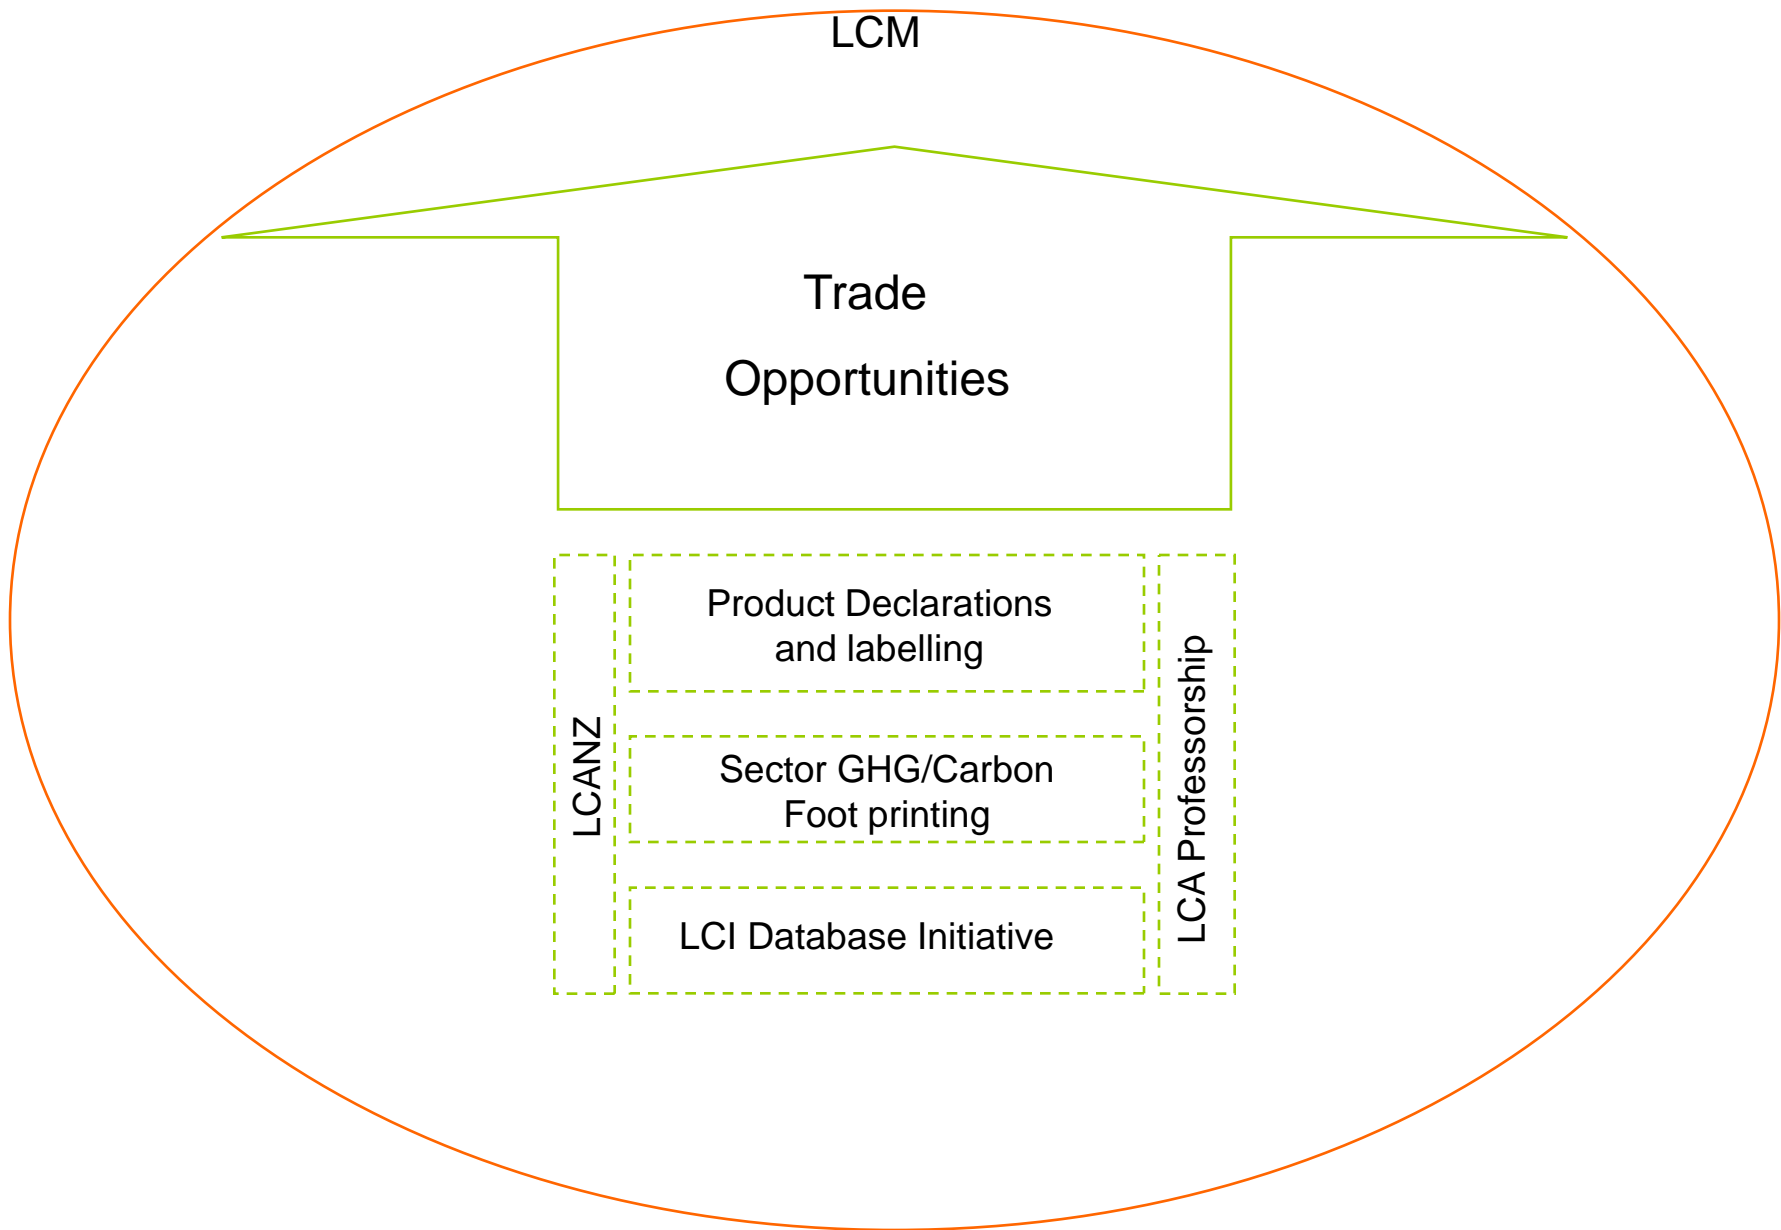 LCM
Trade
Opportunities
Product Declarations
and labelling
LCANZ
Sector GHG/Carbon
Foot printing
LCA Professorship
LCI Database Initiative